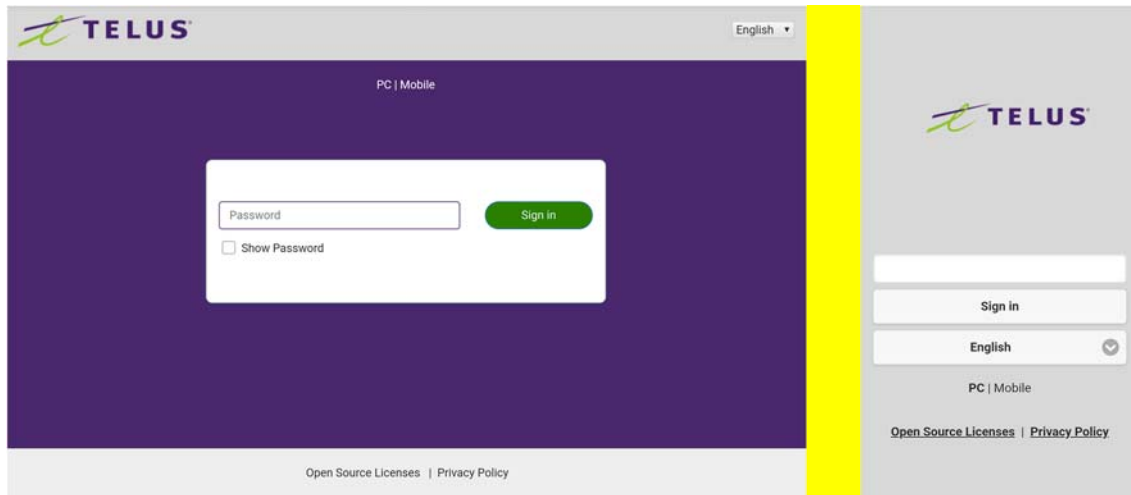 TELUS
English
PC | Mobile
Password
Sign in
Show Password
Open Source Licenses | Privacy Policy
TELUS
Sign in
English
PC | Mobile
Open Source Licenses | Privacy Policy